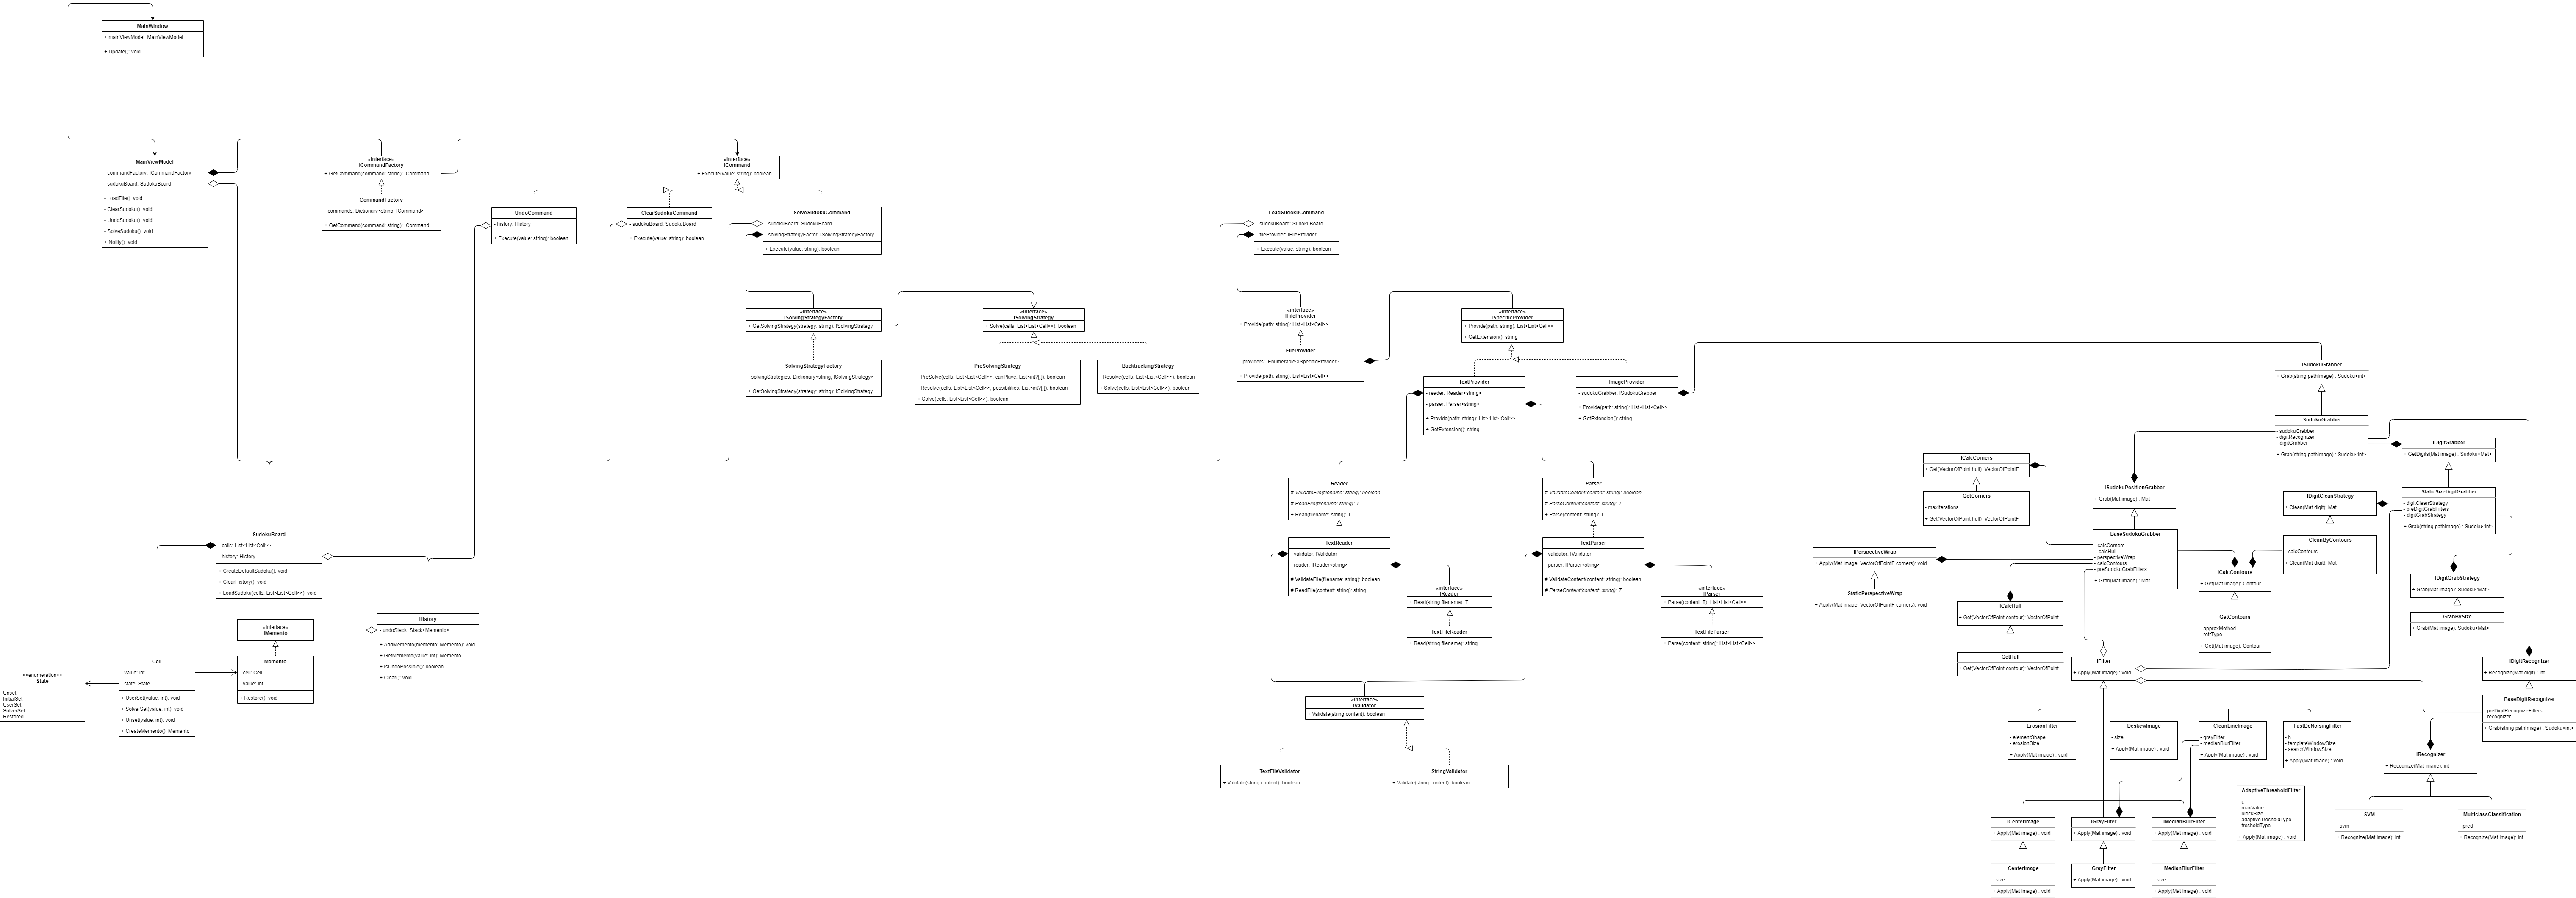 MainWindow
+ mainViewModel: MainViewModel
+ Update(): void
MainViewModel
- commandFactory: ICommandFactory
- sudokuBoard: SudokuBoard
- LoadFile(): void
- ClearSudoku(): void
- UndoSudoku(): void
- SolveSudoku(): void
+ Notify(): void
«interface»
ICommandFactory
+ GetCommand(command: string): ICommand
CommandFactory
- commands: Dictionary<string, ICommand>
+ GetCommand(command: string): ICommand
«interface»
ICommand
+ Execute(value: string): boolean
UndoCommand
- history: History
+ Execute(value: string): boolean
ClearSudokuCommand
- sudokuBoard: SudokuBoard
+ Execute(value: string): boolean
SolveSudokuCommand
- sudokuBoard: SudokuBoard
- solvingStrategyFactor: ISolvingStrategyFactory
+ Execute(value: string): boolean
LoadSudokuCommand
- sudokuBoard: SudokuBoard
- fileProvider: IFileProvider
+ Execute(value: string): boolean
«interface»
ISolvingStrategyFactory
+ GetSolvingStrategy(strategy: string): ISolvingStrategy
SolvingStrategyFactory
- solvingStrategies: Dictionary<string, ISolvingStrategy>
+ GetSolvingStrategy(strategy: string): ISolvingStrategy
«interface»
ISolvingStrategy
+ Solve(cells: List<List<Cell>>): boolean
PreSolvingStrategy
- PreSolve(cells: List<List<Cell>>, canPlave: List<int?[,]): boolean
- Resolve(cells: List<List<Cell>>, possibilities: List<int?[,]): boolean
+ Solve(cells: List<List<Cell>>): boolean
BacktrackingStrategy
- Resolve(cells: List<List<Cell>>): boolean
+ Solve(cells: List<List<Cell>>): boolean
«interface»
IFileProvider
+ Provide(path: string): List<List<Cell>>
FileProvider
- providers: IEnumerable<ISpecificProvider>
+ Provide(path: string): List<List<Cell>>
«interface»
ISpecificProvider
+ Provide(path: string): List<List<Cell>>
+ GetExtension(): string
TextProvider
- reader: Reader<string>
- parser: Parser<string>
+ Provide(path: string): List<List<Cell>>
+ GetExtension(): string
ImageProvider
- sudokuGrabber: ISudokuGrabber
+ Provide(path: string): List<List<Cell>>
+ GetExtension(): string
Reader
# ValidateFile(filename: string): boolean
# ReadFile(filename: string): T
+ Read(filename: string): T
TextReader
- validator: IValidator
- reader: IReader<string>
# ValidateFile(filename: string): boolean
# ReadFile(content: string): string
«interface»
IReader
+ Read(string filename): T
TextFileReader
+ Read(string filename): string
Parser
# ValidateContent(content: string): boolean
# ParseContent(content: string): T
+ Parse(content: string): T
TextParser
- validator: IValidator
- parser: IParser<string>
# ValidateContent(content: string): boolean
# ParseContent(content: string): T
«interface»
IParser
+ Parse(content: T): List<List<Cell>>
TextFileParser
+ Parse(content: string): List<List<Cell>>
«interface»
IValidator
+ Validate(string content): boolean
TextFileValidator
+ Validate(string content): boolean
StringValidator
+ Validate(string content): boolean
SudokuBoard
- cells: List<List<Cell>>
- history: History
+ CreateDefaultSudoku(): void
+ ClearHistory(): void
+ LoadSudoku(cells: List<List<Cell>>): void
History
- undoStack: Stack<Memento>
+ AddMemento(memento: Memento): void
+ GetMemento(value: int): Memento
+ IsUndoPossible(): boolean
+ Clear(): void
«interface»
IMemento
Memento
- cell: Cell
- value: int
+ Restore(): void
Cell
- value: int
- state: State
+ UserSet(value: int): void
+ SolverSet(value: int): void
+ Unset(value: int): void
+ CreateMemento(): Memento
<<enumeration>>
State
Unset
InitialSet
UserSet
SolverSet
Restored
ISudokuGrabber
+ Grab(string pathImage) : Sudoku<int>
SudokuGrabber
- sudokuGrabber
- digitRecognizer
- digitGrabber
+ Grab(string pathImage) : Sudoku<int>
IDigitGrabber
+ GetDigits(Mat image) : Sudoku<Mat>
StaticSizeDigitGrabber
- digitCleanStrategy
- preDigitGrabFilters
- digitGrabStrategy
+ Grab(string pathImage) : Sudoku<int>
IDigitCleanStrategy
+ Clean(Mat digit): Mat
CleanByContours
- calcContours
+ Clean(Mat digit): Mat
IDigitGrabStrategy
+ Grab(Mat image) : Sudoku<Mat>
GrabBySize
+ Grab(Mat image) : Sudoku<Mat>
ISudokuPositionGrabber
+ Grab(Mat image) : Mat
BaseSudokuGrabber
- calcCorners
- calcHull
- perspectiveWrap
- calcContours
- preSudokuGrabFilters
+ Grab(Mat image) : Mat
ICalcCorners
+ Get(VectorOfPoint hull): VectorOfPointF
GetCorners
- maxIterations
+ Get(VectorOfPoint hull): VectorOfPointF
IPerspectiveWrap
+ Apply(Mat image, VectorOfPointF corners): void
StaticPerspectiveWrap
+ Apply(Mat image, VectorOfPointF corners): void
ICalcHull
+ Get(VectorOfPoint contour): VectorOfPoint
GetHull
+ Get(VectorOfPoint contour): VectorOfPoint
ICalcContours
+ Get(Mat image): Contour
GetContours
- approxMethod
- retrType
+ Get(Mat image): Contour
IFilter
+ Apply(Mat image) : void
ErosionFilter
- elementShape
- erosionSize
+ Apply(Mat image) : void
DeskewImage
- size
+ Apply(Mat image) : void
CleanLineImage
- grayFilter
- medianBlurFilter
+ Apply(Mat image) : void
FastDeNoisingFilter
- h
- templateWindowSize
- searchWindowSize
+ Apply(Mat image) : void
AdaptiveThresholdFilter
- c
- maxValue
- blockSize
- adaptiveTresholdType
- tresholdType
+ Apply(Mat image) : void
ICenterImage
+ Apply(Mat image) : void
CenterImage
- size
+ Apply(Mat image) : void
IGrayFilter
+ Apply(Mat image) : void
GrayFilter
+ Apply(Mat image) : void
IMedianBlurFilter
+ Apply(Mat image) : void
MedianBlurFilter
- size
+ Apply(Mat image) : void
IDigitRecognizer
+ Recognize(Mat digit) : int
BaseDigitRecognizer
- preDigitRecognizeFilters
- recognizer
+ Grab(string pathImage) : Sudoku<int>
IRecognizer
+ Recognize(Mat image): int
SVM
- svm
+ Recognize(Mat image): int
MulticlassClassification
- pred
+ Recognize(Mat image): int